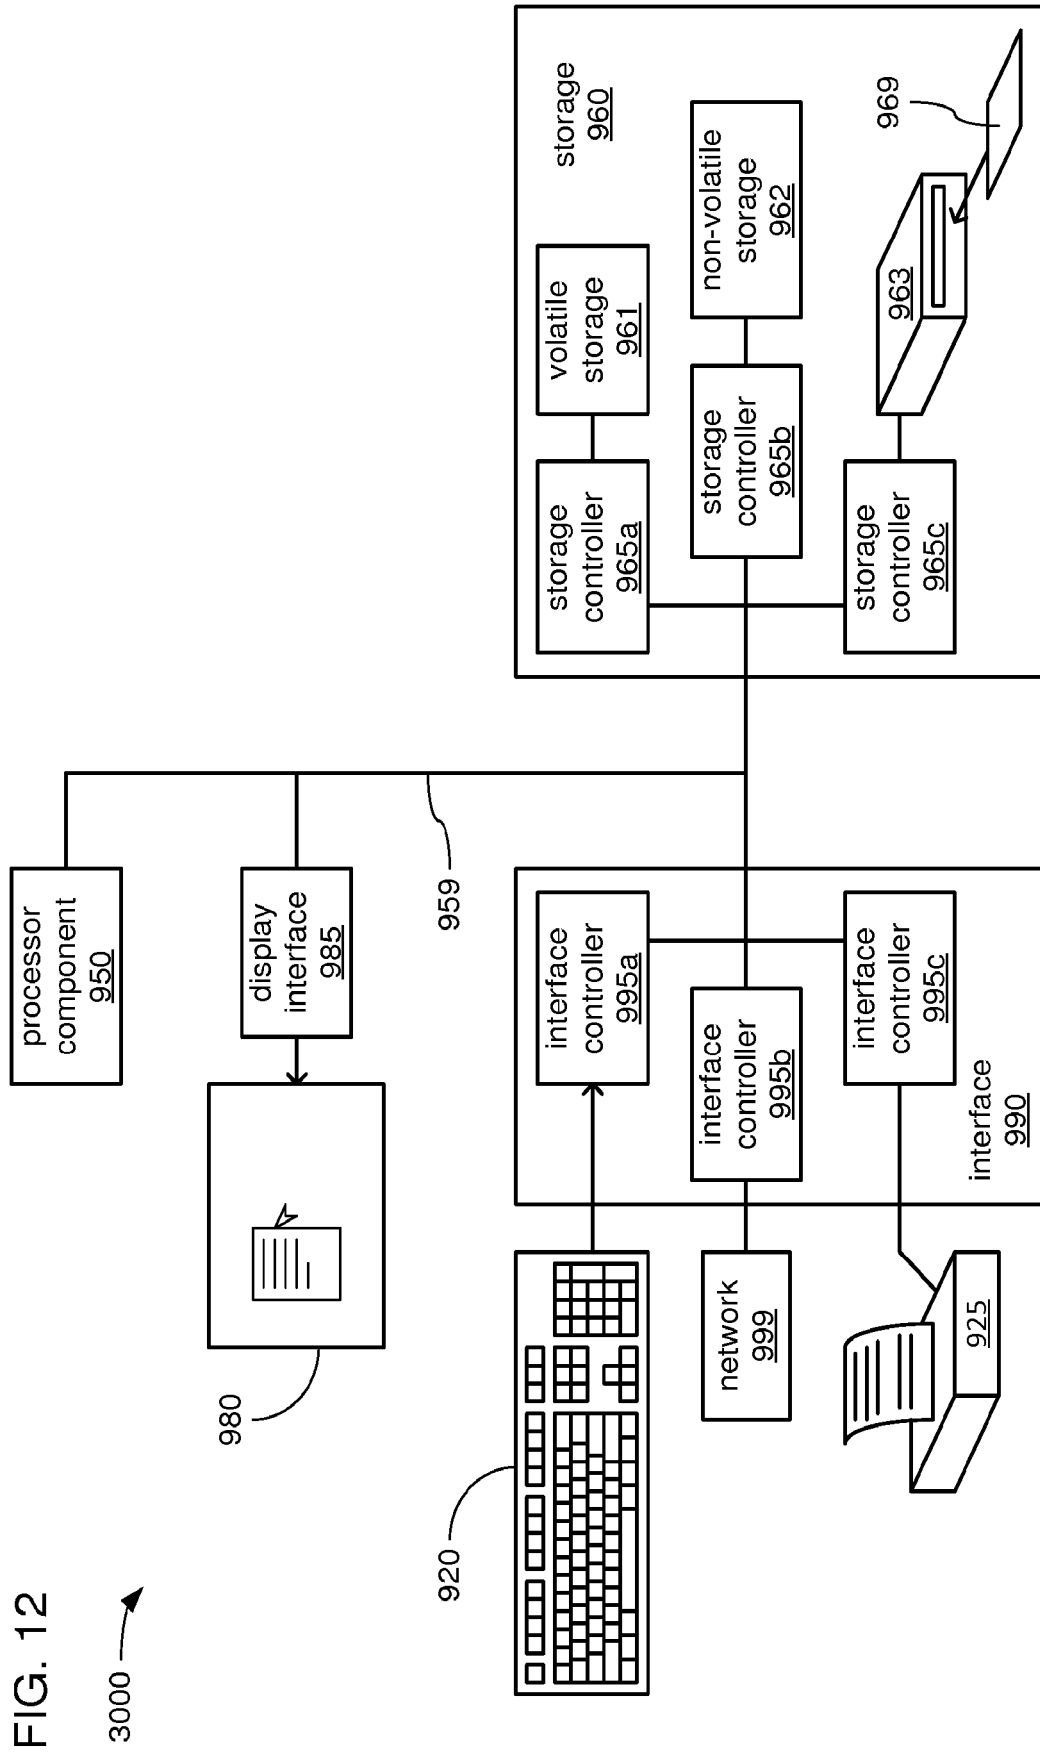 FIG. 12
3000
processor
component
950
display
interface
985
980
959
storage
960
volatile
storage
961
non-volatile
storage
962
963
969
storage
controller
965a
storage
controller
965b
storage
controller
965c
interface
controller
995a
interface
controller
995b
interface
controller
995c
interface
990
920
network
999
925